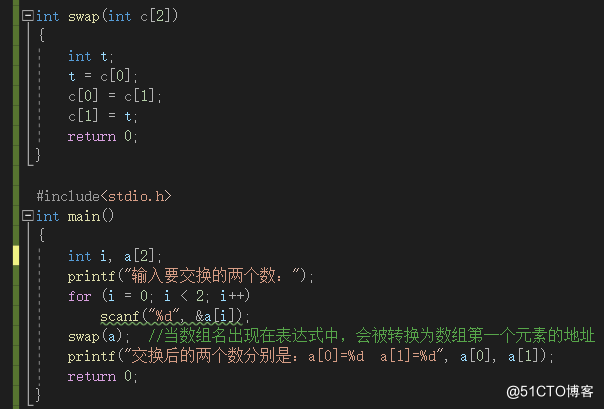 int swap(int c[2])
{
int t;
t = c[0];
c[0] = c[1];
c[1] = t;
return 0;
}
#include<stdio.h>
int main()
{
int i, a[2];
printf("输入要交换的两个数：");
for (i = 0; i < 2; i++)
scanf("%d", &a[i]);
swap(a);  //当数组名出现在表达式中，会被转换为数组第一个元素的地址
printf("交换后的两个数分别是：a[0]=%d  a[1]=%d", a[0], a[1]);
return 0;
}
@51CTO博客